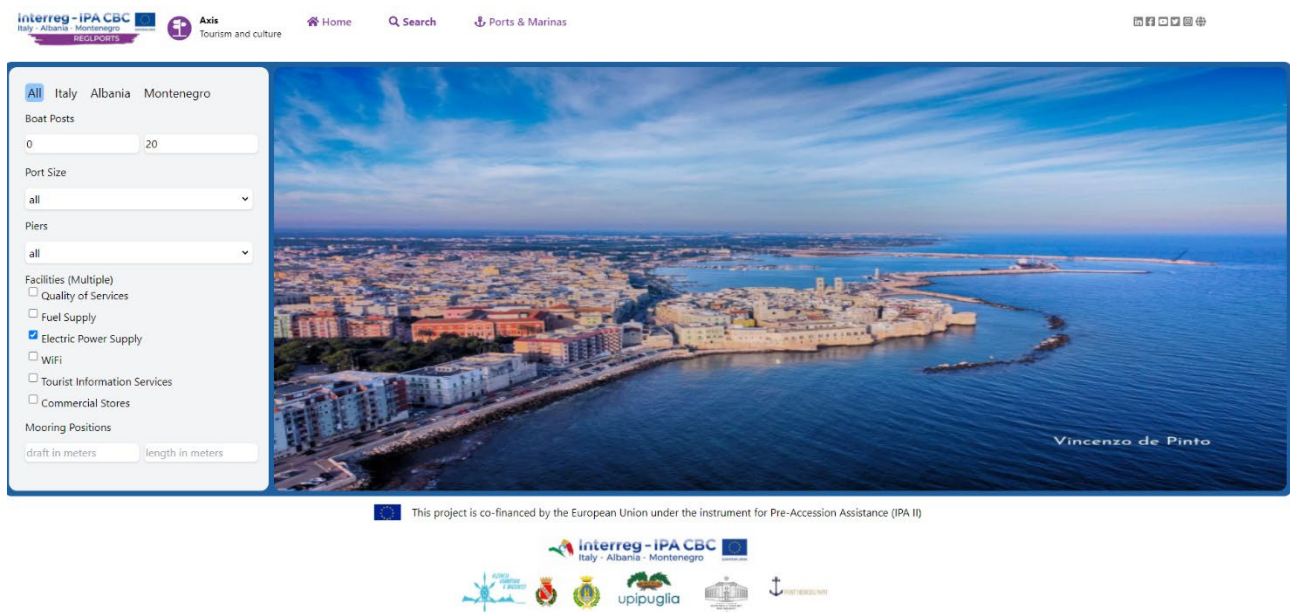 Interreg - IPA CBC
Italy - Albania - Montenegro
REGLPORTS
Axis
Tourism and culture
Home
Search
Ports & Marinas
All Italy Albania Montenegro
Boat Posts
0 20
Port Size
all
Piers
all
Facilities (Multiple)
Quality of Services
Fuel Supply
Electric Power Supply
WiFi
Tourist Information Services
Commercial Stores
Mooring Positions
draft in meters length in meters
Vincenzo de Pinto
This project is co-financed by the European Union under the instrument for Pre-Accession Assistance (IPA II)
Interreg - IPA CBC
Italy - Albania - Montenegro
upipuglia